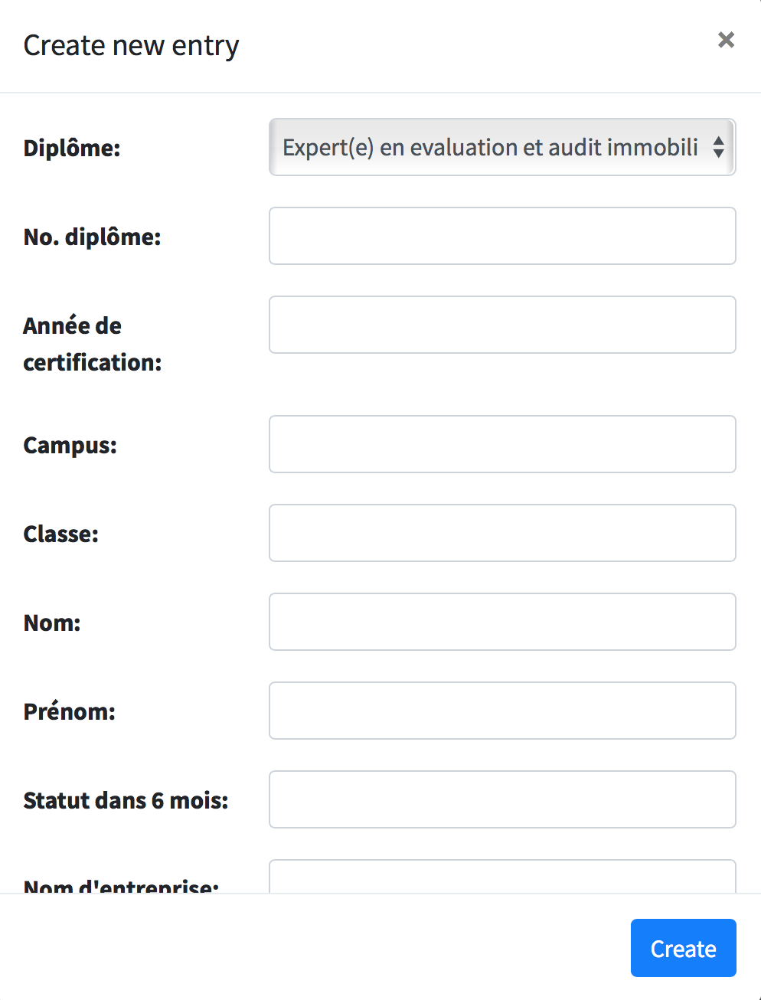 Create new entry
Diplôme:
Expert(e) en evaluation et audit immobili
No. diplôme:
Année de
certification:
Campus:
Classe:
Nom:
Prénom:
Statut dans 6 mois:
Nom d'entreprise:
Create